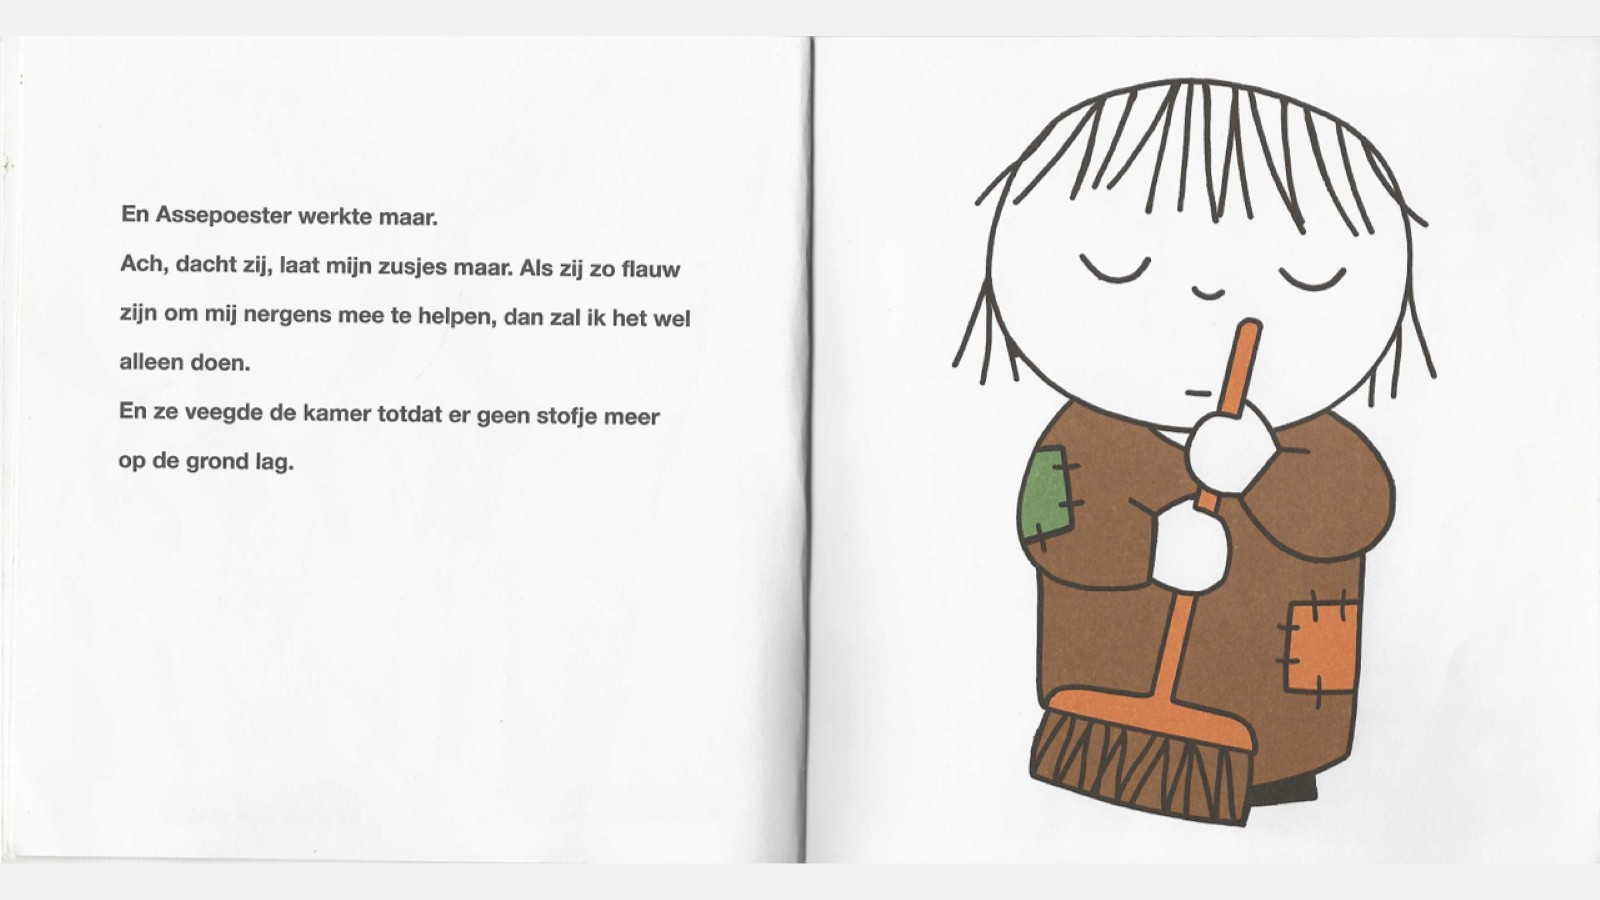 En Assepoester werkte maar.
Ach, dacht zij, laat mijn zusjes maar. Als zij zo flauw
zijn om mij nergens mee te helpen, dan zal ik het wel
alleen doen.
En ze veegde de kamer totdat er geen stofje meer
op de grond lag.